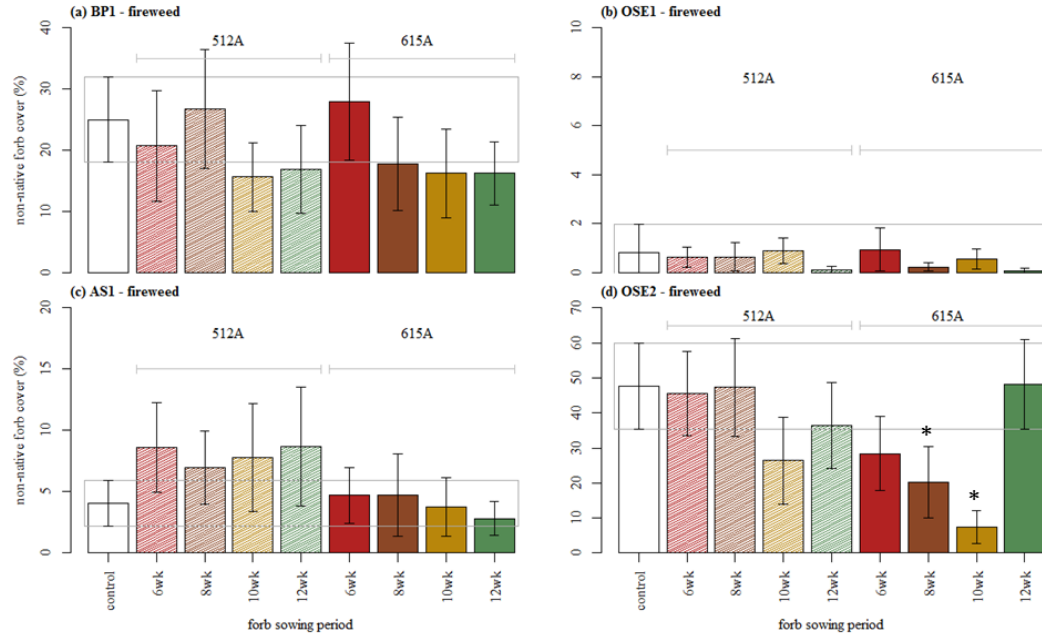 (a) BP1 - fireweed
512A
615A
non-native forb cover (%)
40
30
20
10
0
(b) OSE1 - fireweed
512A
615A
10
8
6
4
2
0
(c) AS1 - fireweed
512A
615A
non-native forb cover (%)
20
15
10
5
0
control
6wk
8wk
10wk
12wk
6wk
8wk
10wk
12wk
forb sowing period
(d) OSE2 - fireweed
512A
615A
70
60
50
40
30
20
10
0
*
*
control
6wk
8wk
10wk
12wk
6wk
8wk
10wk
12wk
forb sowing period